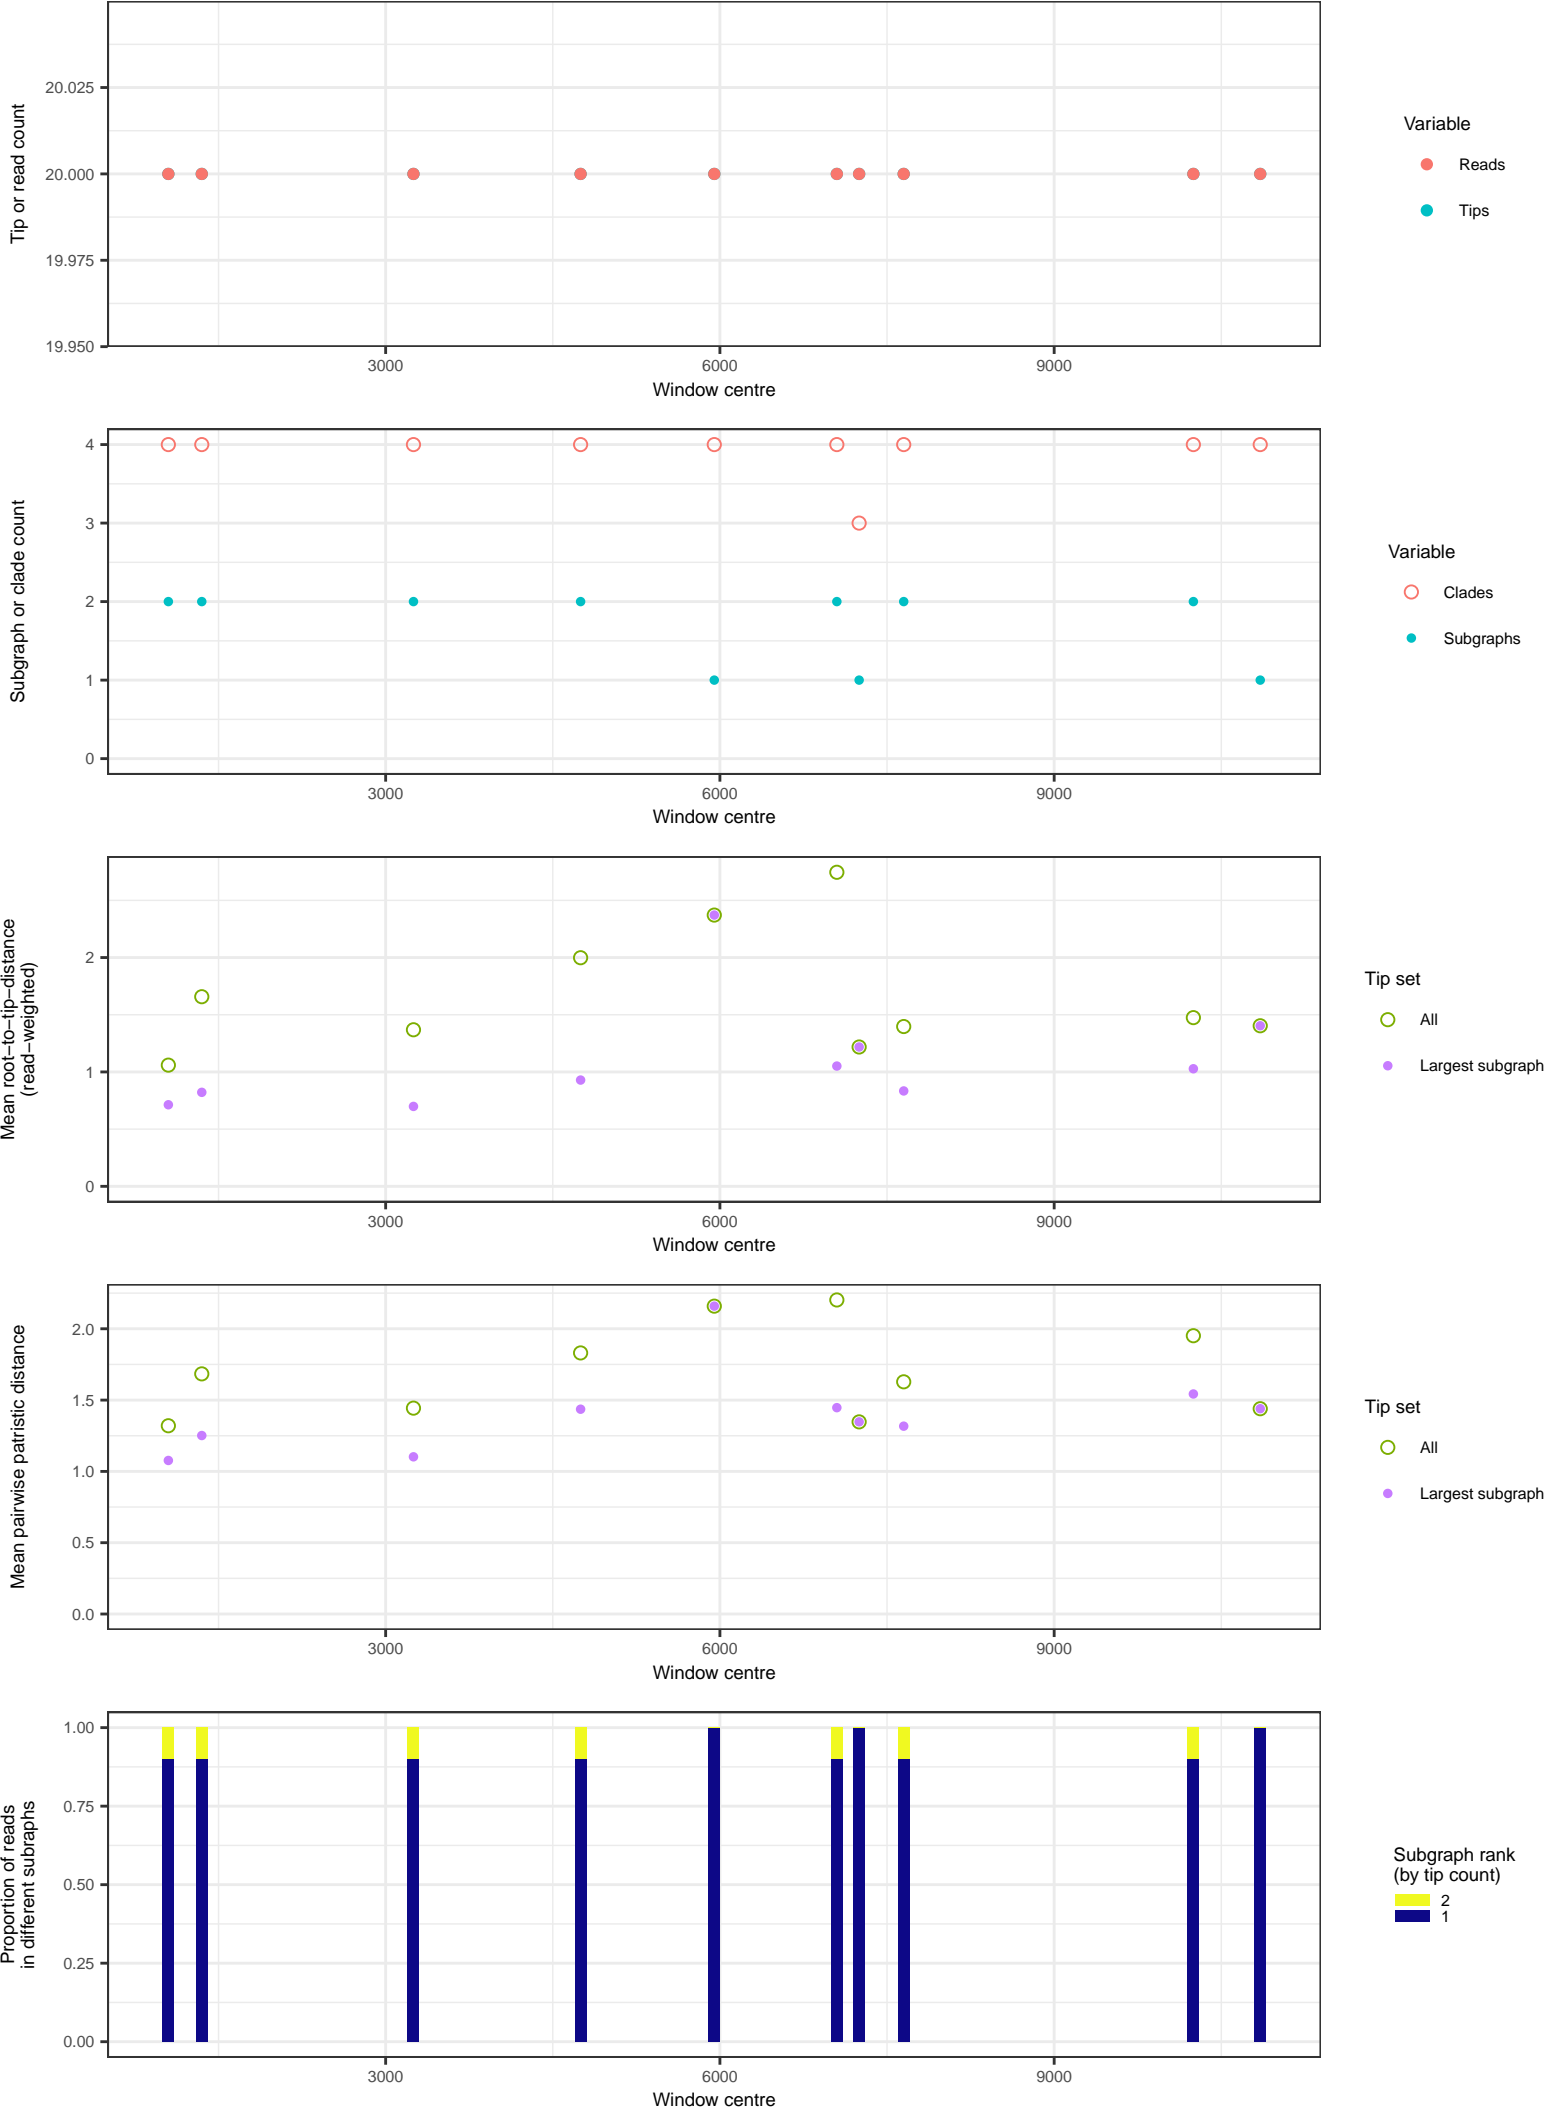 Tip or read count
20.025
20.000
19.975
19.950
3000
6000
9000
Window centre
Variable
Reads
Tips
Subgraph or clade count
4
3
2
1
0
3000
6000
9000
Window centre
Variable
Clades
Subgraphs
Mean root−to−tip−distance
(read−weighted)
2
1
0
3000
6000
9000
Window centre
Tip set
All
Largest subgraph
Mean pairwise patristic distance
2.0
1.5
1.0
0.5
0.0
3000
6000
9000
Window centre
Tip set
All
Largest subgraph
Proportion of reads
in different subraphs
1.00
0.75
0.50
0.25
0.00
3000
6000
9000
Window centre
Subgraph rank
(by tip count)
2
1